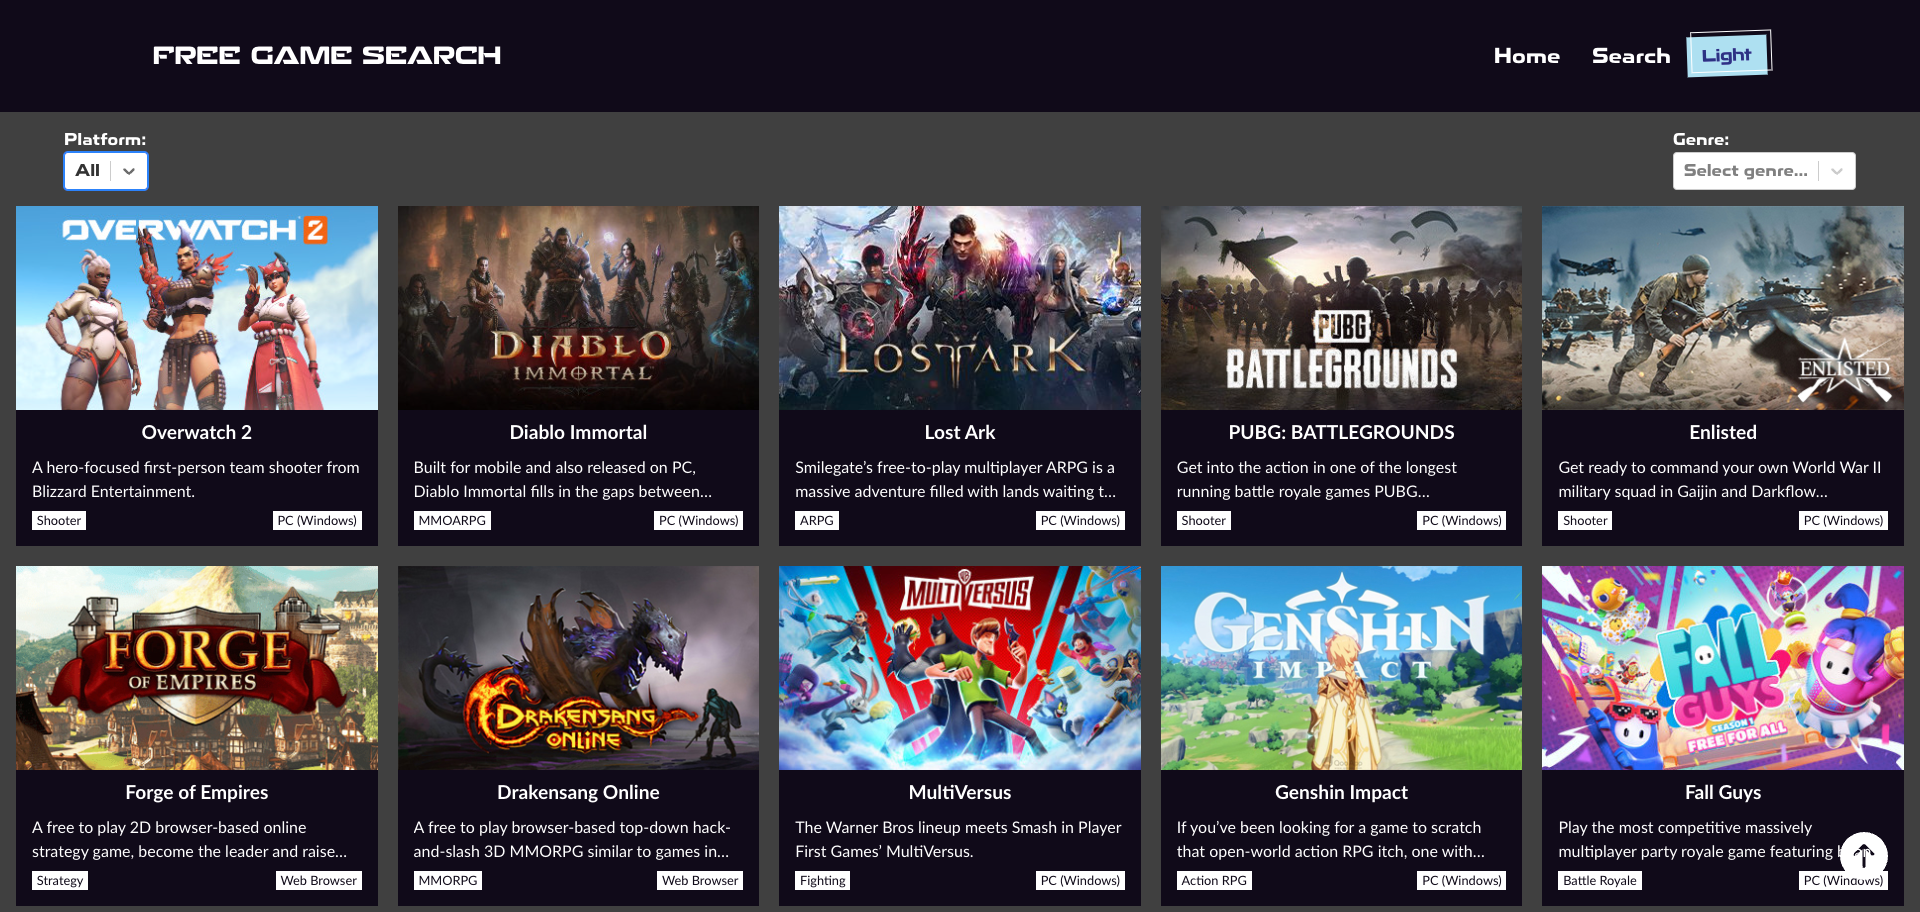 FREE GAME SEARCH
Home
Search
Light
Platform:
All
Genre:
Select genre...
OVERWATCH 2
Overwatch 2
A hero-focused first-person team shooter from
Blizzard Entertainment.
Shooter
PC (Windows)
DIABLO
IMMORTAL
Diablo Immortal
Built for mobile and also released on PC,
Diablo Immortal fills in the gaps between...
MMOARPG
PC (Windows)
LOST ARK
Lost Ark
Smilegate’s free-to-play multiplayer ARPG is a
massive adventure filled with lands waiting t...
ARPG
PC (Windows)
PUBG
BATTLEGROUNDS
PUBG: BATTLEGROUNDS
Get into the action in one of the longest
running battle royale games PUBG...
Shooter
PC (Windows)
ENLISTED
Enlisted
Get ready to command your own World War II
military squad in Gaijin and Darkflow...
Shooter
PC (Windows)
FORGE
OF EMPIRES
Forge of Empires
A free to play 2D browser-based online
strategy game, become the leader and raise...
Strategy
Web Browser
DRAKENSANG
ONLINE
Drakensang Online
A free to play browser-based top-down hack-
and-slash 3D MMORPG similar to games in...
MMORPG
Web Browser
MULTIVERSUS
MultiVersus
The Warner Bros lineup meets Smash in Player
First Games’ MultiVersus.
Fighting
PC (Windows)
GENSHIN
IMPACT
Genshin Impact
If you’ve been looking for a game to scratch
that open-world action RPG itch, one with...
Action RPG
PC (Windows)
FALL
GUYS
SEASON 1
FREE FOR ALL
Fall Guys
Play the most competitive massively
multiplayer party royale game featuring
Battle Royale
PC (Windows)